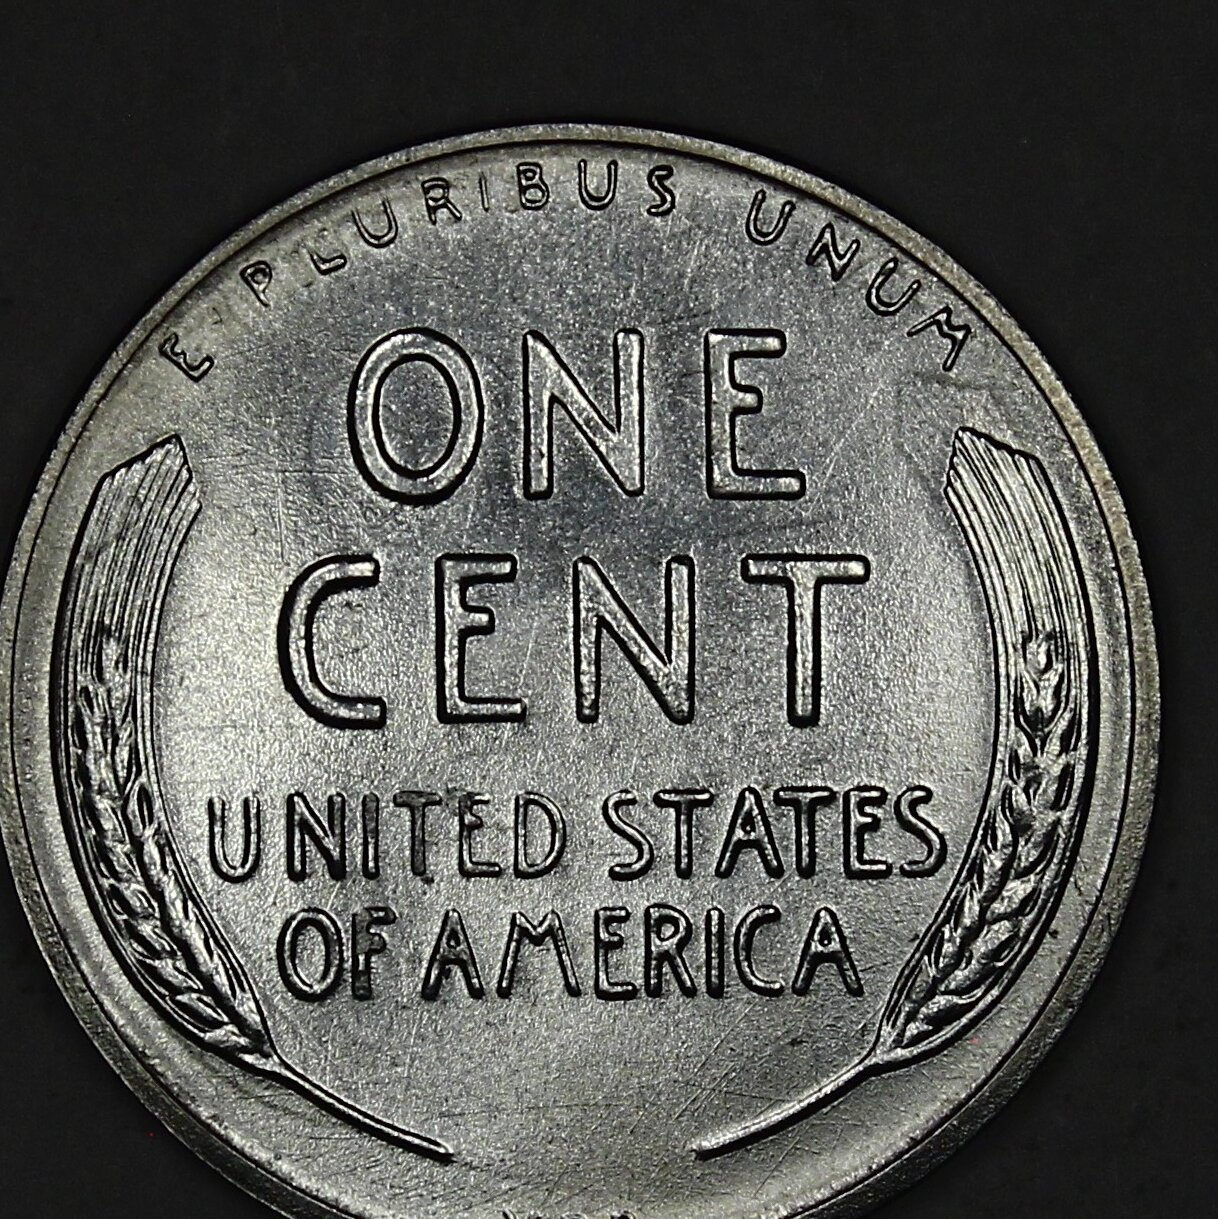 E PLURIBUS UNUM
ONE
CENT
UNITED STATES
OF AMERICA